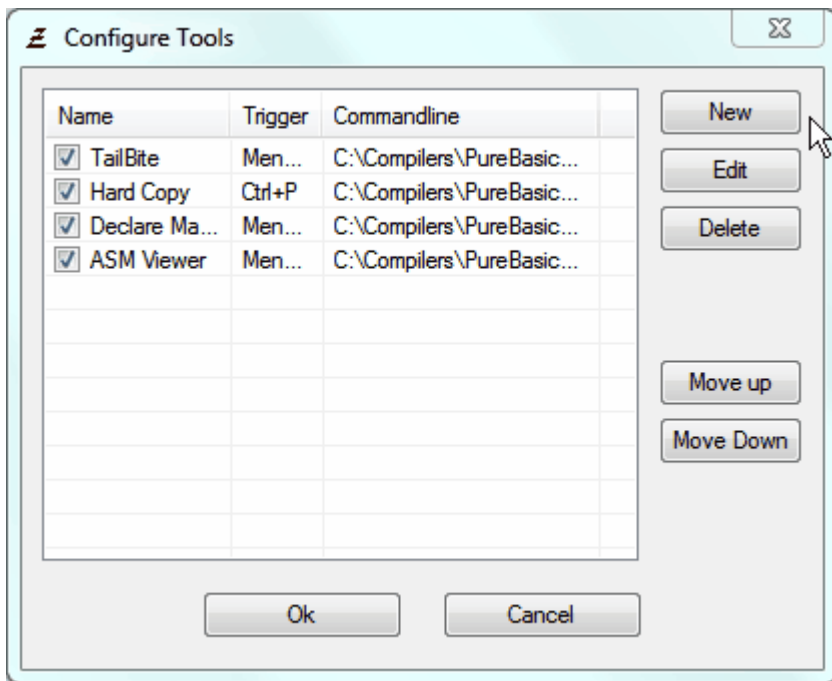 Configure Tools
Name Trigger Commandline
TailBite Men... C:\Compilers\PureBasic...
Hard Copy Ctrl+P C:\Compilers\PureBasic...
Declare Ma... Men... C:\Compilers\PureBasic...
ASM Viewer Men... C:\Compilers\PureBasic...
New
Edit
Delete
Move up
Move Down
Ok Cancel